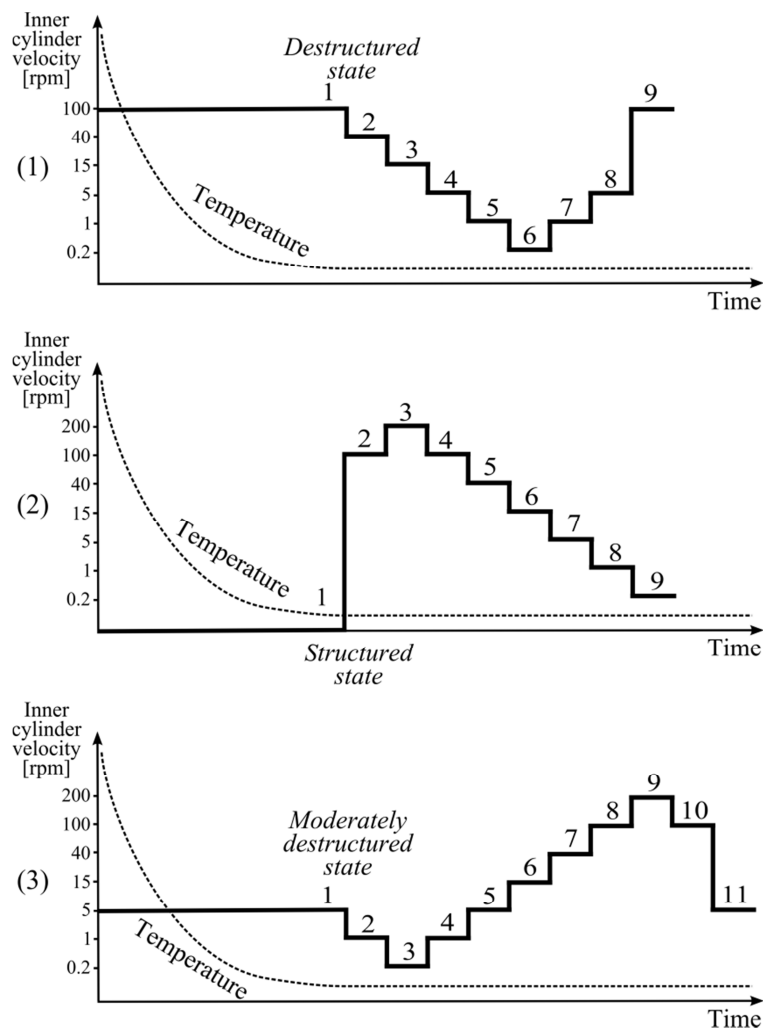 Inner
cylinder
velocity
[rpm]
Destructured
state
1
9
100
2
40
3
8
15
(1)
4
7
5
5
1
6
0.2
Temperature
Time
Inner
cylinder
velocity
[rpm]
3
200
2
4
100
5
40
6
15
(2)
7
5
8
1
9
0.2
Temperature
1
Time
Structured
state
Inner
cylinder
velocity
[rpm]
9
200
8
10
100
Moderately
destructured
state
7
40
6
15
(3)
1
5
11
5
2
4
1
3
0.2
Temperature
Time